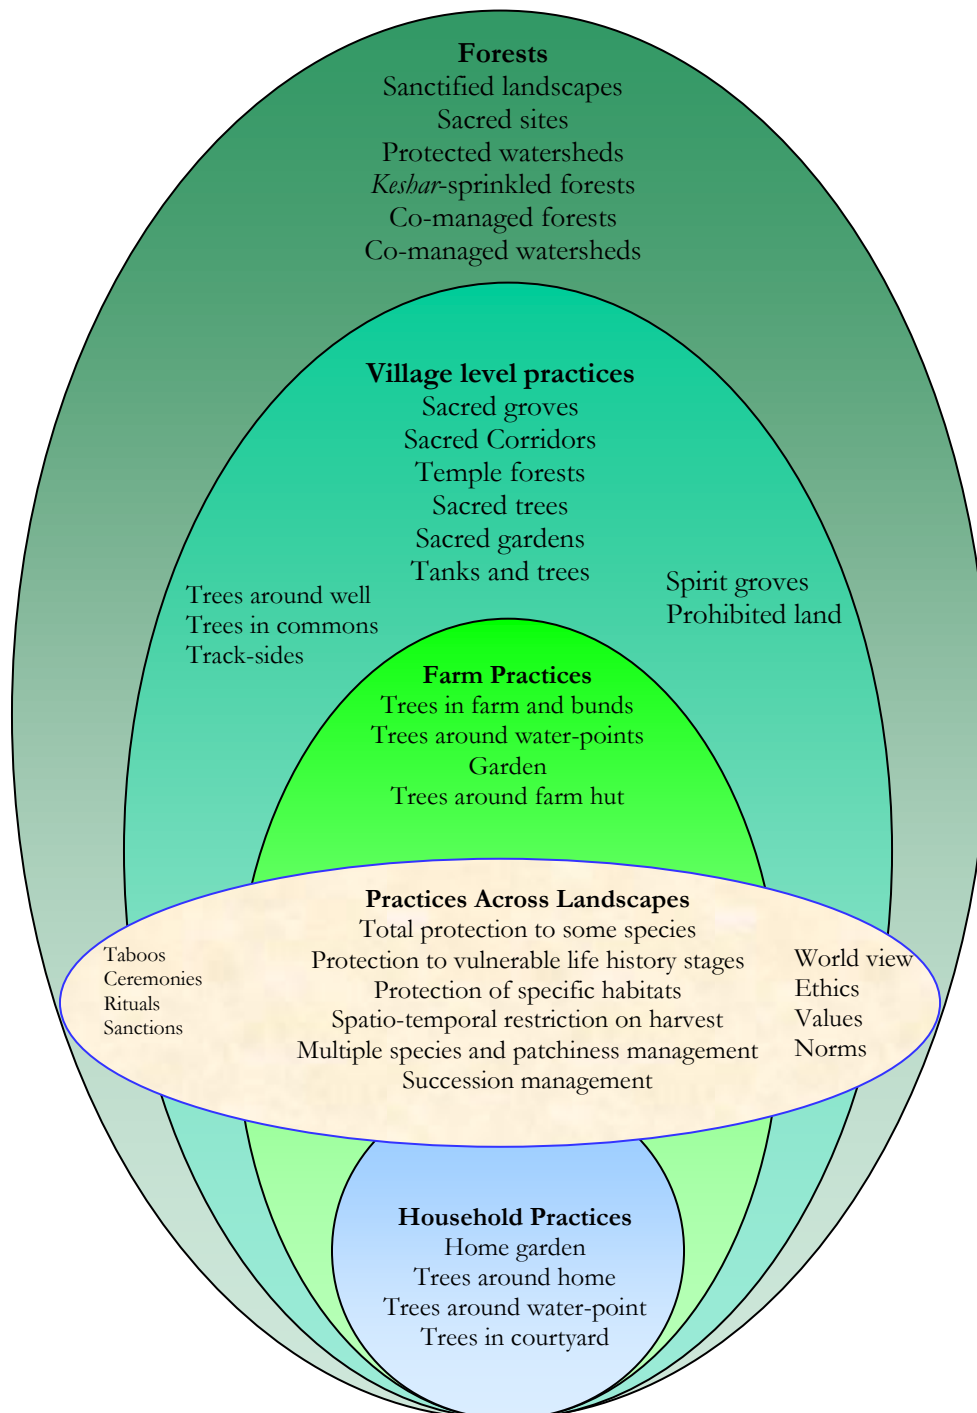 Forests
Sanctified landscapes
Sacred sites
Protected watersheds
Keshar-sprinkled forests
Co-managed forests
Co-managed watersheds
Village level practices
Sacred groves
Sacred Corridors
Temple forests
Sacred trees
Sacred gardens
Tanks and trees
Trees around well
Trees in commons
Track-sides
Spirit groves
Prohibited land
Farm Practices
Trees in farm and bunds
Trees around water-points
Garden
Trees around farm hut
Practices Across Landscapes
Total protection to some species
Protection to vulnerable life history stages
Protection of specific habitats
Spatio-temporal restriction on harvest
Multiple species and patchiness management
Succession management
Taboos
Ceremonies
Rituals
Sanctions
World view
Ethics
Values
Norms
Household Practices
Home garden
Trees around home
Trees around water-point
Trees in courtyard